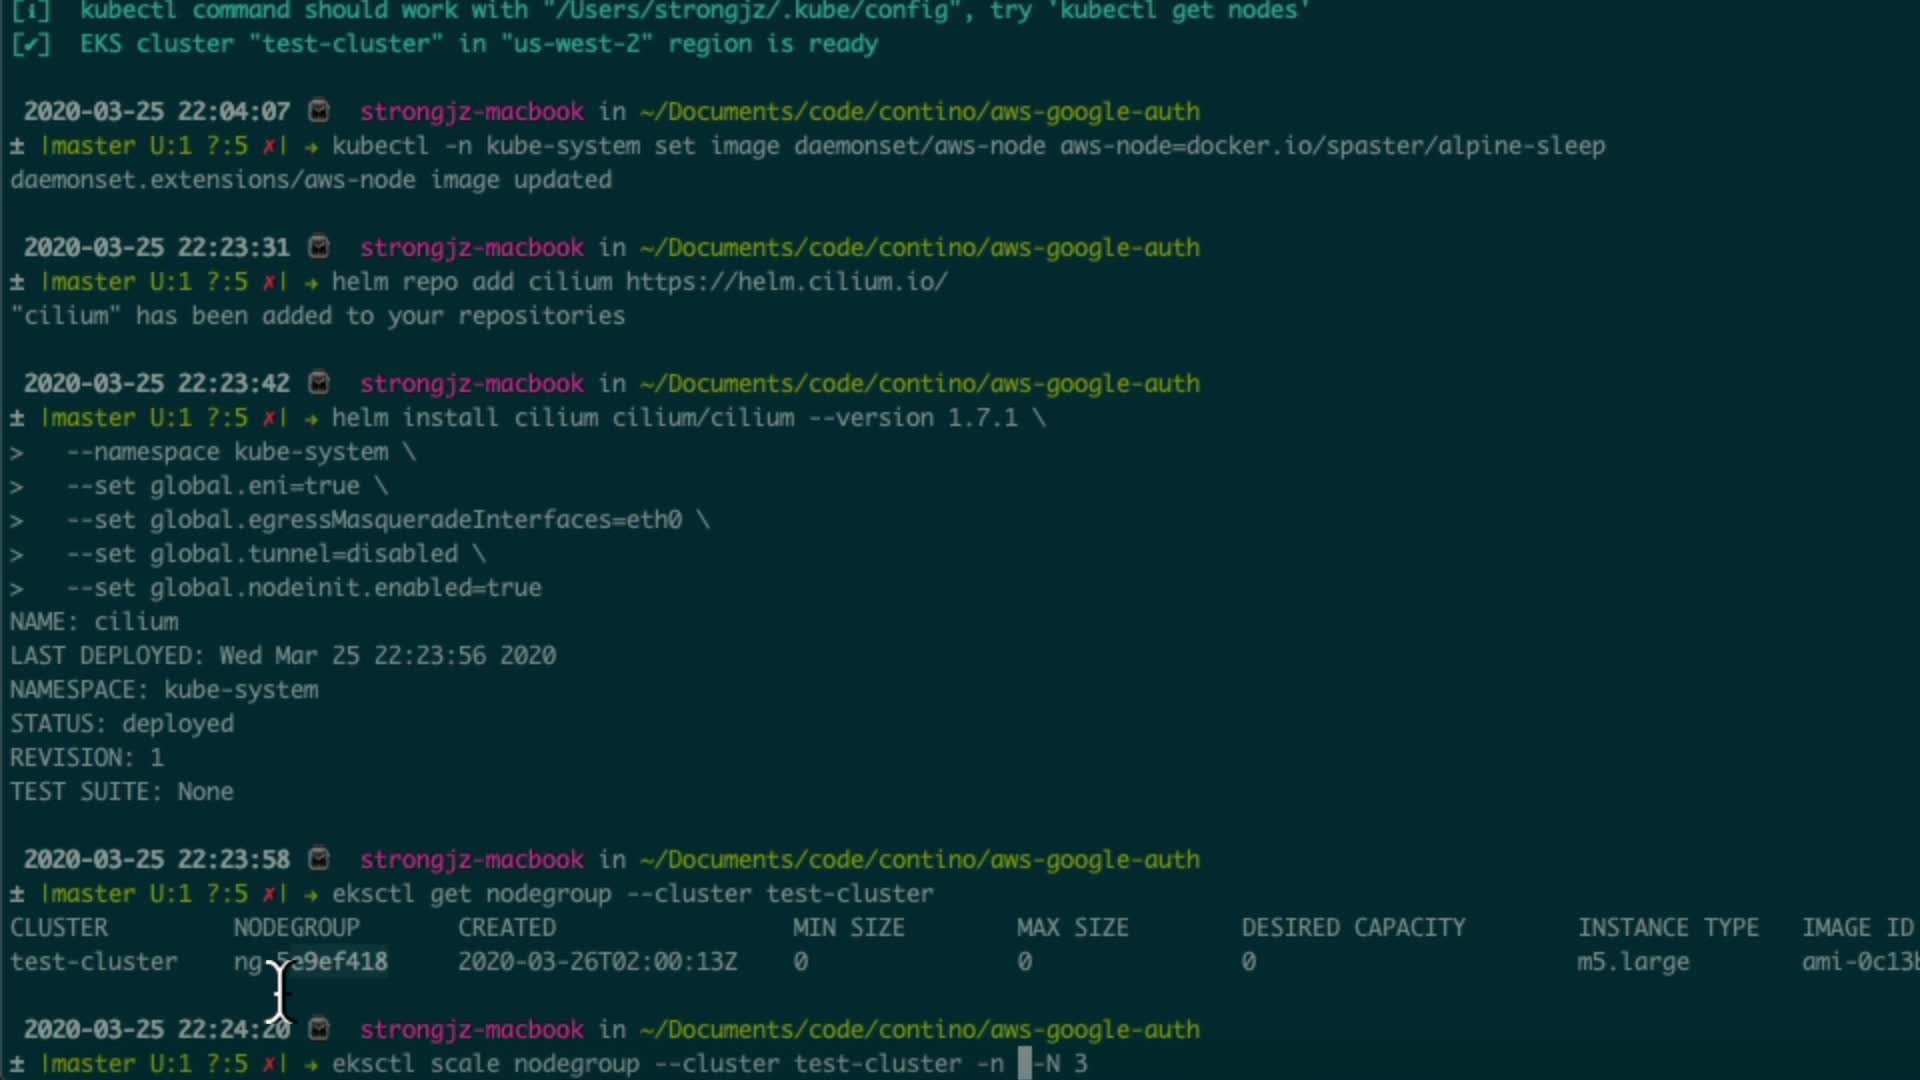 [ℹ]  kubectl command should work with "/Users/strongjz/.kube/config", try 'kubectl get nodes'
[✔]  EKS cluster "test-cluster" in "us-west-2" region is ready
2020-03-25 22:04:07 strongjz-macbook in ~/Documents/code/contino/aws-google-auth
± |master U:1 ?:5 ✗| → kubectl -n kube-system set image daemonset/aws-node aws-node=docker.io/spaster/alpine-sleep
daemonset.extensions/aws-node image updated
2020-03-25 22:23:31 strongjz-macbook in ~/Documents/code/contino/aws-google-auth
± |master U:1 ?:5 ✗| → helm repo add cilium https://helm.cilium.io/
"cilium" has been added to your repositories
2020-03-25 22:23:42 strongjz-macbook in ~/Documents/code/contino/aws-google-auth
± |master U:1 ?:5 ✗| → helm install cilium cilium/cilium --version 1.7.1 \
>   --namespace kube-system \
>   --set global.eni=true \
>   --set global.egressMasqueradeInterfaces=eth0 \
>   --set global.tunnel=disabled \
>   --set global.nodeinit.enabled=true
NAME: cilium
LAST DEPLOYED: Wed Mar 25 22:23:56 2020
NAMESPACE: kube-system
STATUS: deployed
REVISION: 1
TEST SUITE: None
2020-03-25 22:23:58 strongjz-macbook in ~/Documents/code/contino/aws-google-auth
± |master U:1 ?:5 ✗| → eksctl get nodegroup --cluster test-cluster
CLUSTER NODEGROUP CREATED MIN SIZE MAX SIZE DESIRED CAPACITY INSTANCE TYPE IMAGE ID
test-cluster ng-5e9ef418 2020-03-26T02:00:13Z 0 0 0 m5.large ami-0c13b
2020-03-25 22:24:20 strongjz-macbook in ~/Documents/code/contino/aws-google-auth
± |master U:1 ?:5 ✗| → eksctl scale nodegroup --cluster test-cluster -n -N 3